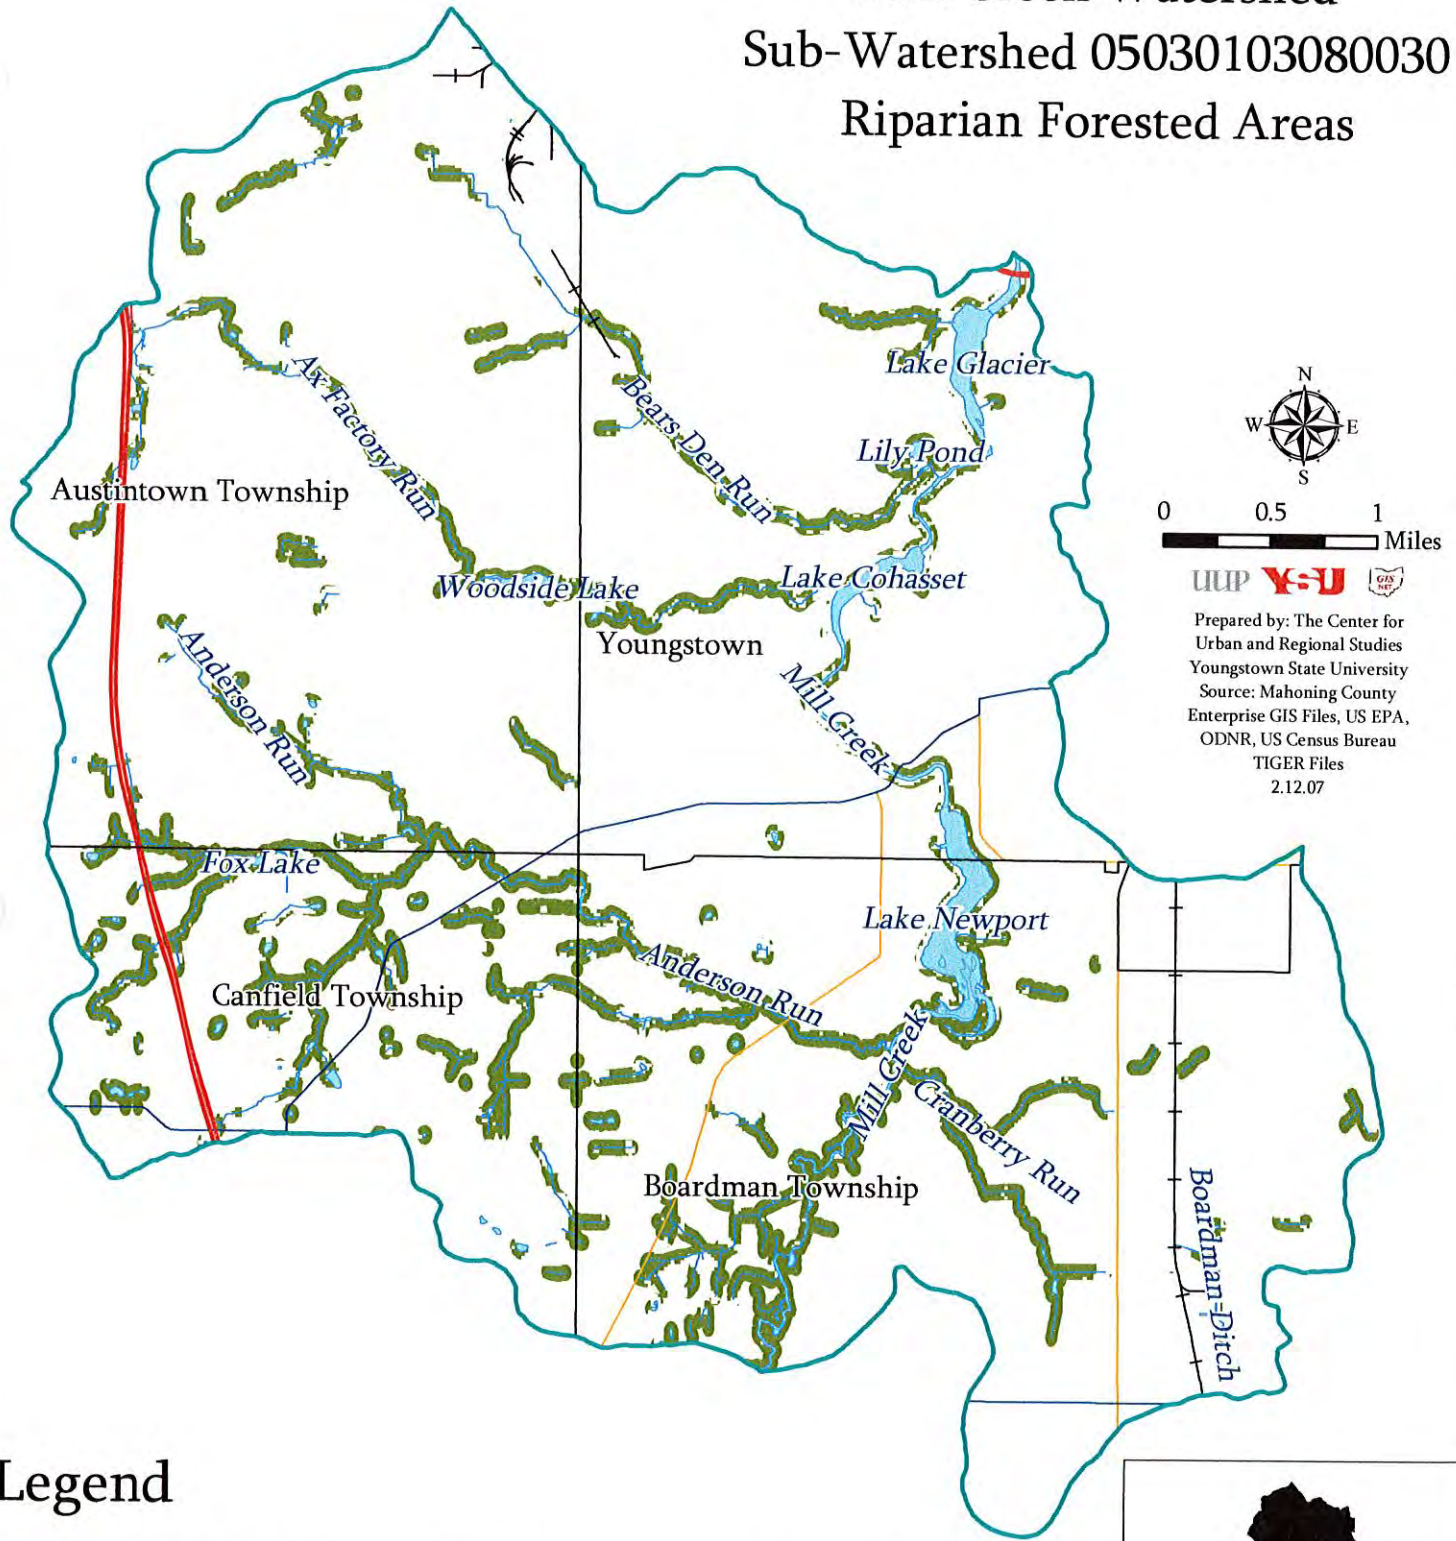 Sub-Watershed 05030103080030
Riparian Forested Areas
Lake Glacier
N
W E
S
Ax Factory Run
Bears Den Run
Lily Pond
Austintown Township
0 0.5 1
Miles
Woodside Lake
Lake Cohasset
UUP YSU GIS NET
Youngstown
Prepared by: The Center for
Urban and Regional Studies
Youngstown State University
Source: Mahoning County
Enterprise GIS Files, US EPA,
ODNR, US Census Bureau
TIGER Files
2.12.07
Anderson Run
Mill Creek
Fox Lake
Lake Newport
Anderson Run
Canfield Township
Mill Creek
Cranberry Run
Boardman Township
Boardman Ditch
Legend